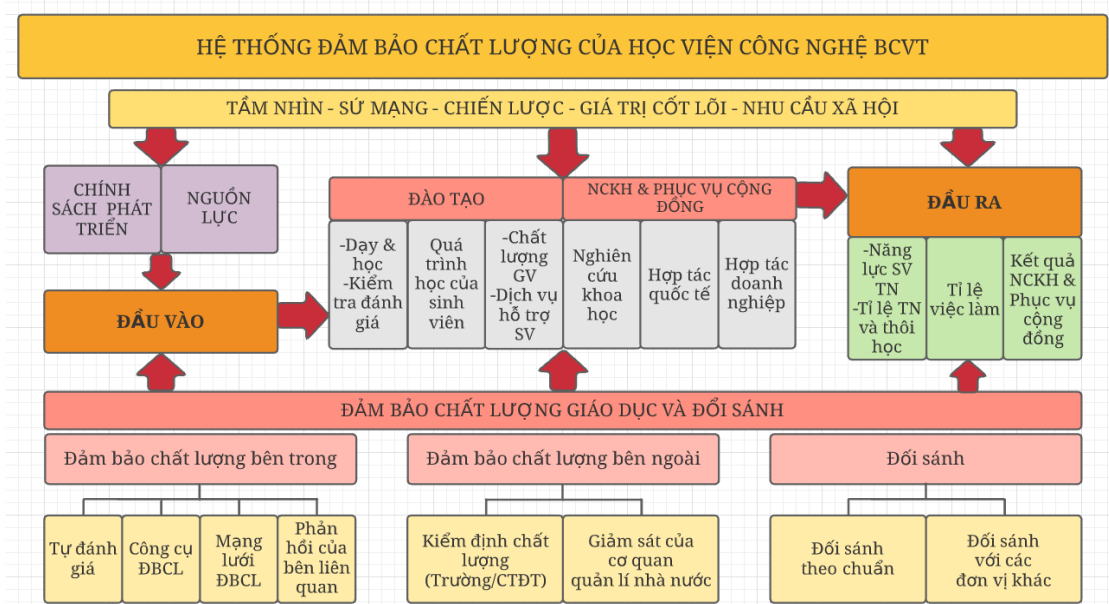 HỆ THỐNG ĐẢM BẢO CHẤT LƯỢNG CỦA HỌC VIỆN CÔNG NGHỆ BCVT
TẦM NHÌN - SỨ MẠNG - CHIẾN LƯỢC - GIÁ TRỊ CỐT LÕI - NHU CẦU XÃ HỘI
CHÍNH
SÁCH PHÁT
TRIỂN
NGUỒN
LỰC
ĐẦU VÀO
ĐÀO TẠO
NCKH & PHỤC VỤ CỘNG
ĐỒNG
-Dạy &
học
-Kiểm
tra đánh
giá
Quá
trình
học của
sinh
viên
-Chất
lượng
GV
-Dịch vụ
hỗ trợ
SV
Nghiên
cứu
khoa
học
Hợp tác
quốc tế
Hợp tác
doanh
nghiệp
ĐẦU RA
-Năng
lực SV
TN
-Tỉ lệ TN
và thôi
học
Tỉ lệ
việc làm
Kết quả
NCKH &
Phục vụ
cộng
đồng
ĐẢM BẢO CHẤT LƯỢNG GIÁO DỤC VÀ ĐỐI SÁNH
Đảm bảo chất lượng bên trong
Tự đánh
giá
Công cụ
ĐBCL
Mạng
lưới
ĐBCL
Phản
hồi của
bên liên
quan
Đảm bảo chất lượng bên ngoài
Kiểm định chất
lượng
(Trường/CTĐT)
Giảm sát của
cơ quan
quản lí nhà nước
Đối sánh
Đối sánh
theo chuẩn
Đối sánh
với các
đơn vị khác